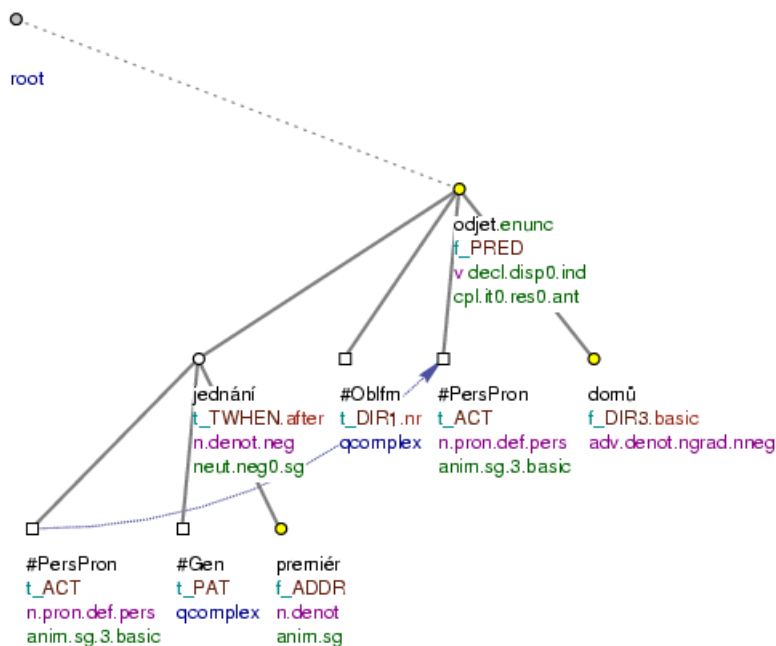 root
odjet.enunc
f_PRED
v decl.disp0.ind
cpl.it0.res0.ant
jednání
t_TWHEN.after
n.denot.neg
neut.neg0.sg
#Oblfm
t_DIR1.nr
qcomplex
#PersPron
t_ACT
n.pron.def.pers
anim.sg.3.basic
domů
f_DIR3.basic
adv.denot.ngrad.nneg
#PersPron
t_ACT
n.pron.def.pers
anim.sg.3.basic
#Gen
t_PAT
qcomplex
premiér
f_ADDR
n.denot
anim.sg